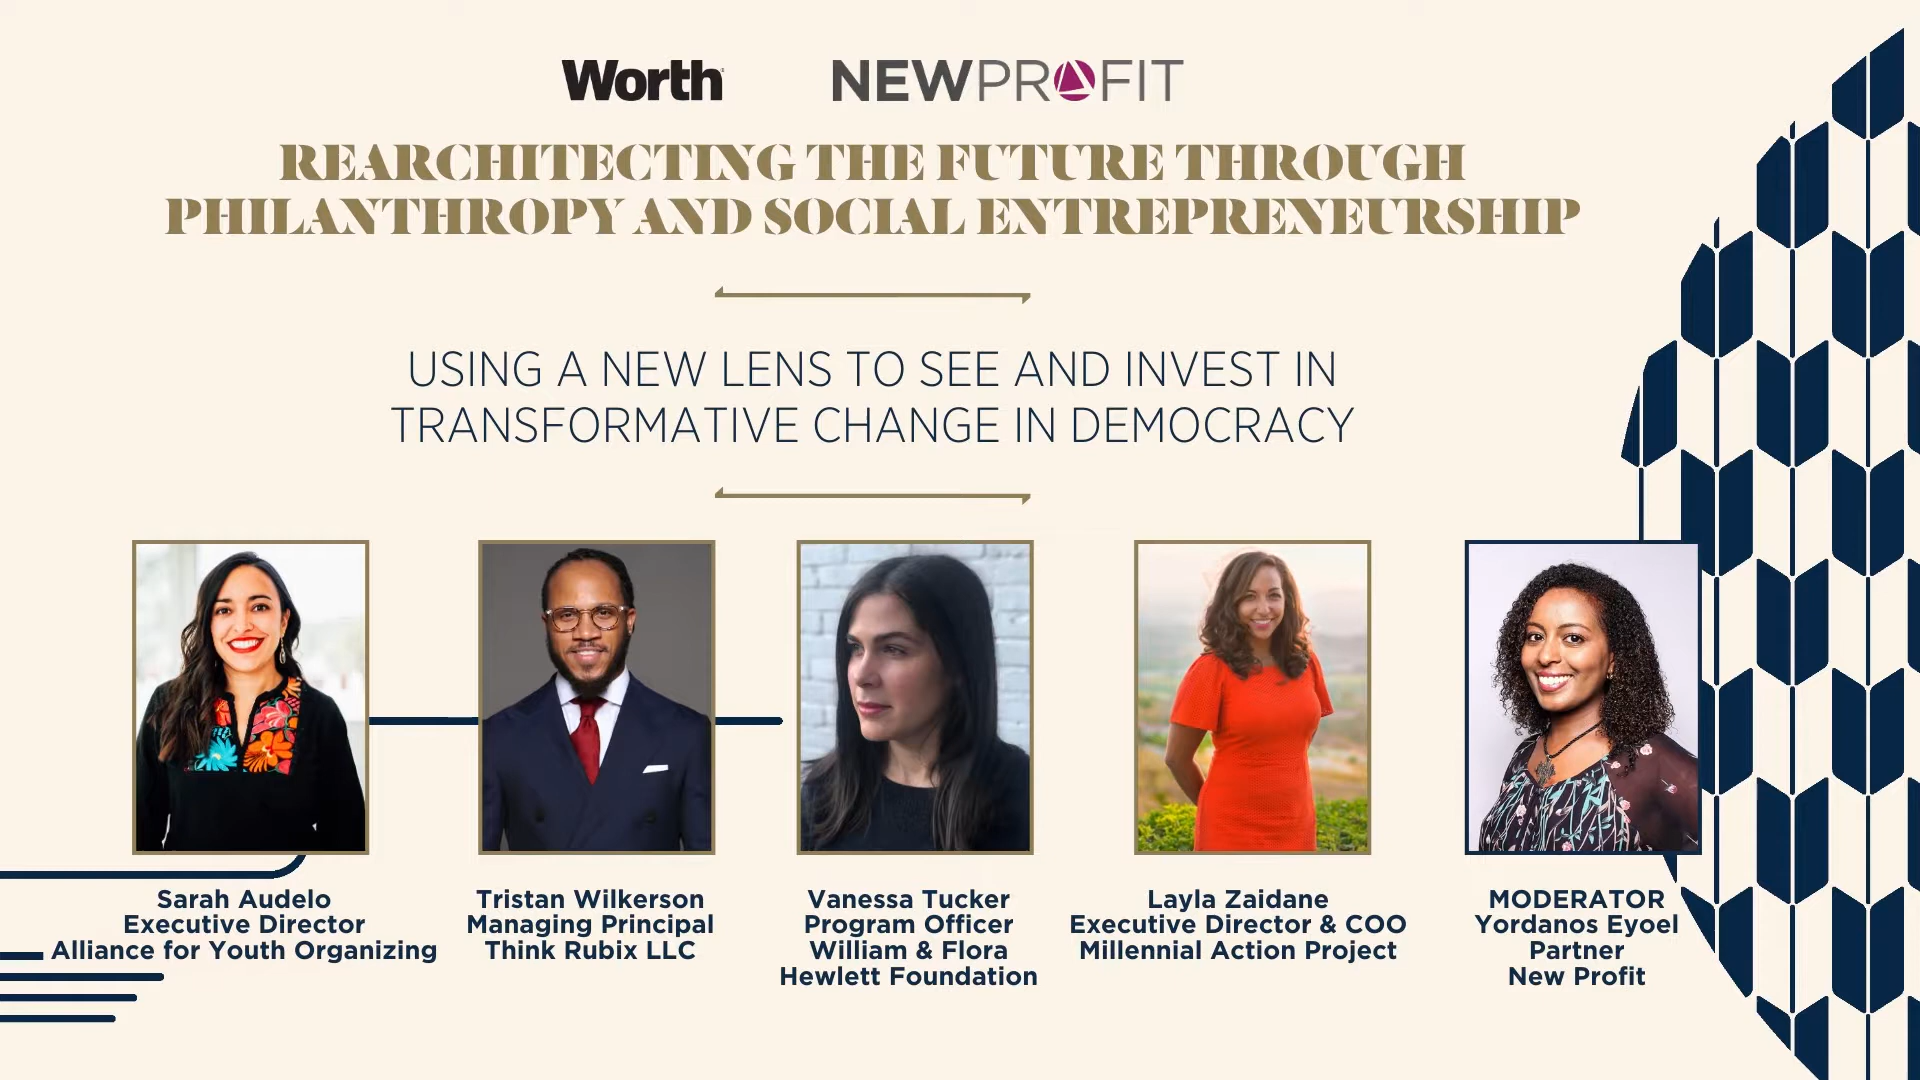 Worth
NEWPROFIT
REARCHITECTING THE FUTURE THROUGH
PHILANTHROPY AND SOCIAL ENTREPRENEURSHIP
USING A NEW LENS TO SEE AND INVEST IN
TRANSFORMATIVE CHANGE IN DEMOCRACY
Sarah Audelo
Executive Director
Alliance for Youth Organizing
Tristan Wilkerson
Managing Principal
Think Rubix LLC
Vanessa Tucker
Program Officer
William & Flora
Hewlett Foundation
Layla Zaidane
Executive Director & COO
Millennial Action Project
MODERATOR
Yordanos Eyoel
Partner
New Profit